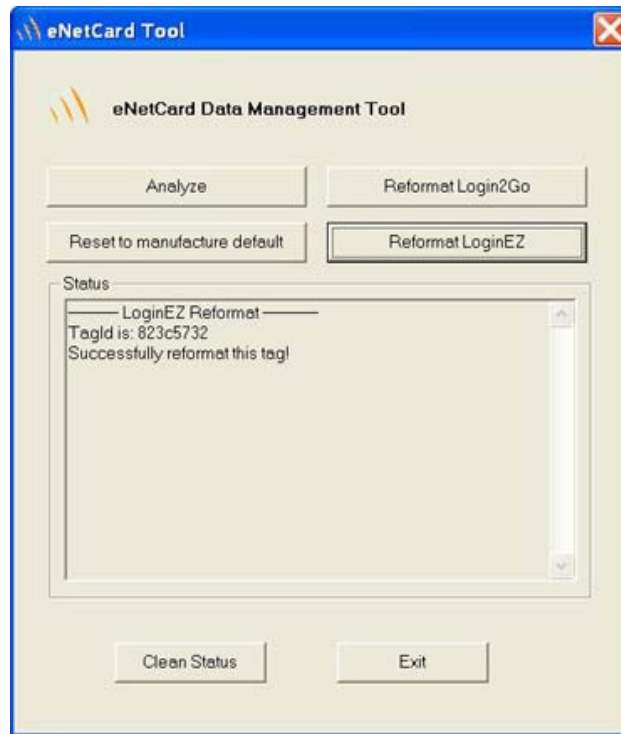 eNetCard Tool
eNetCard Data Management Tool
Analyze
Reformat Login2Go
Reset to manufacture default
Reformat LoginEZ
Status
——— LoginEZ Reformat ———
TagId is: 823c5732
Successfully reformat this tag!
Clean Status
Exit